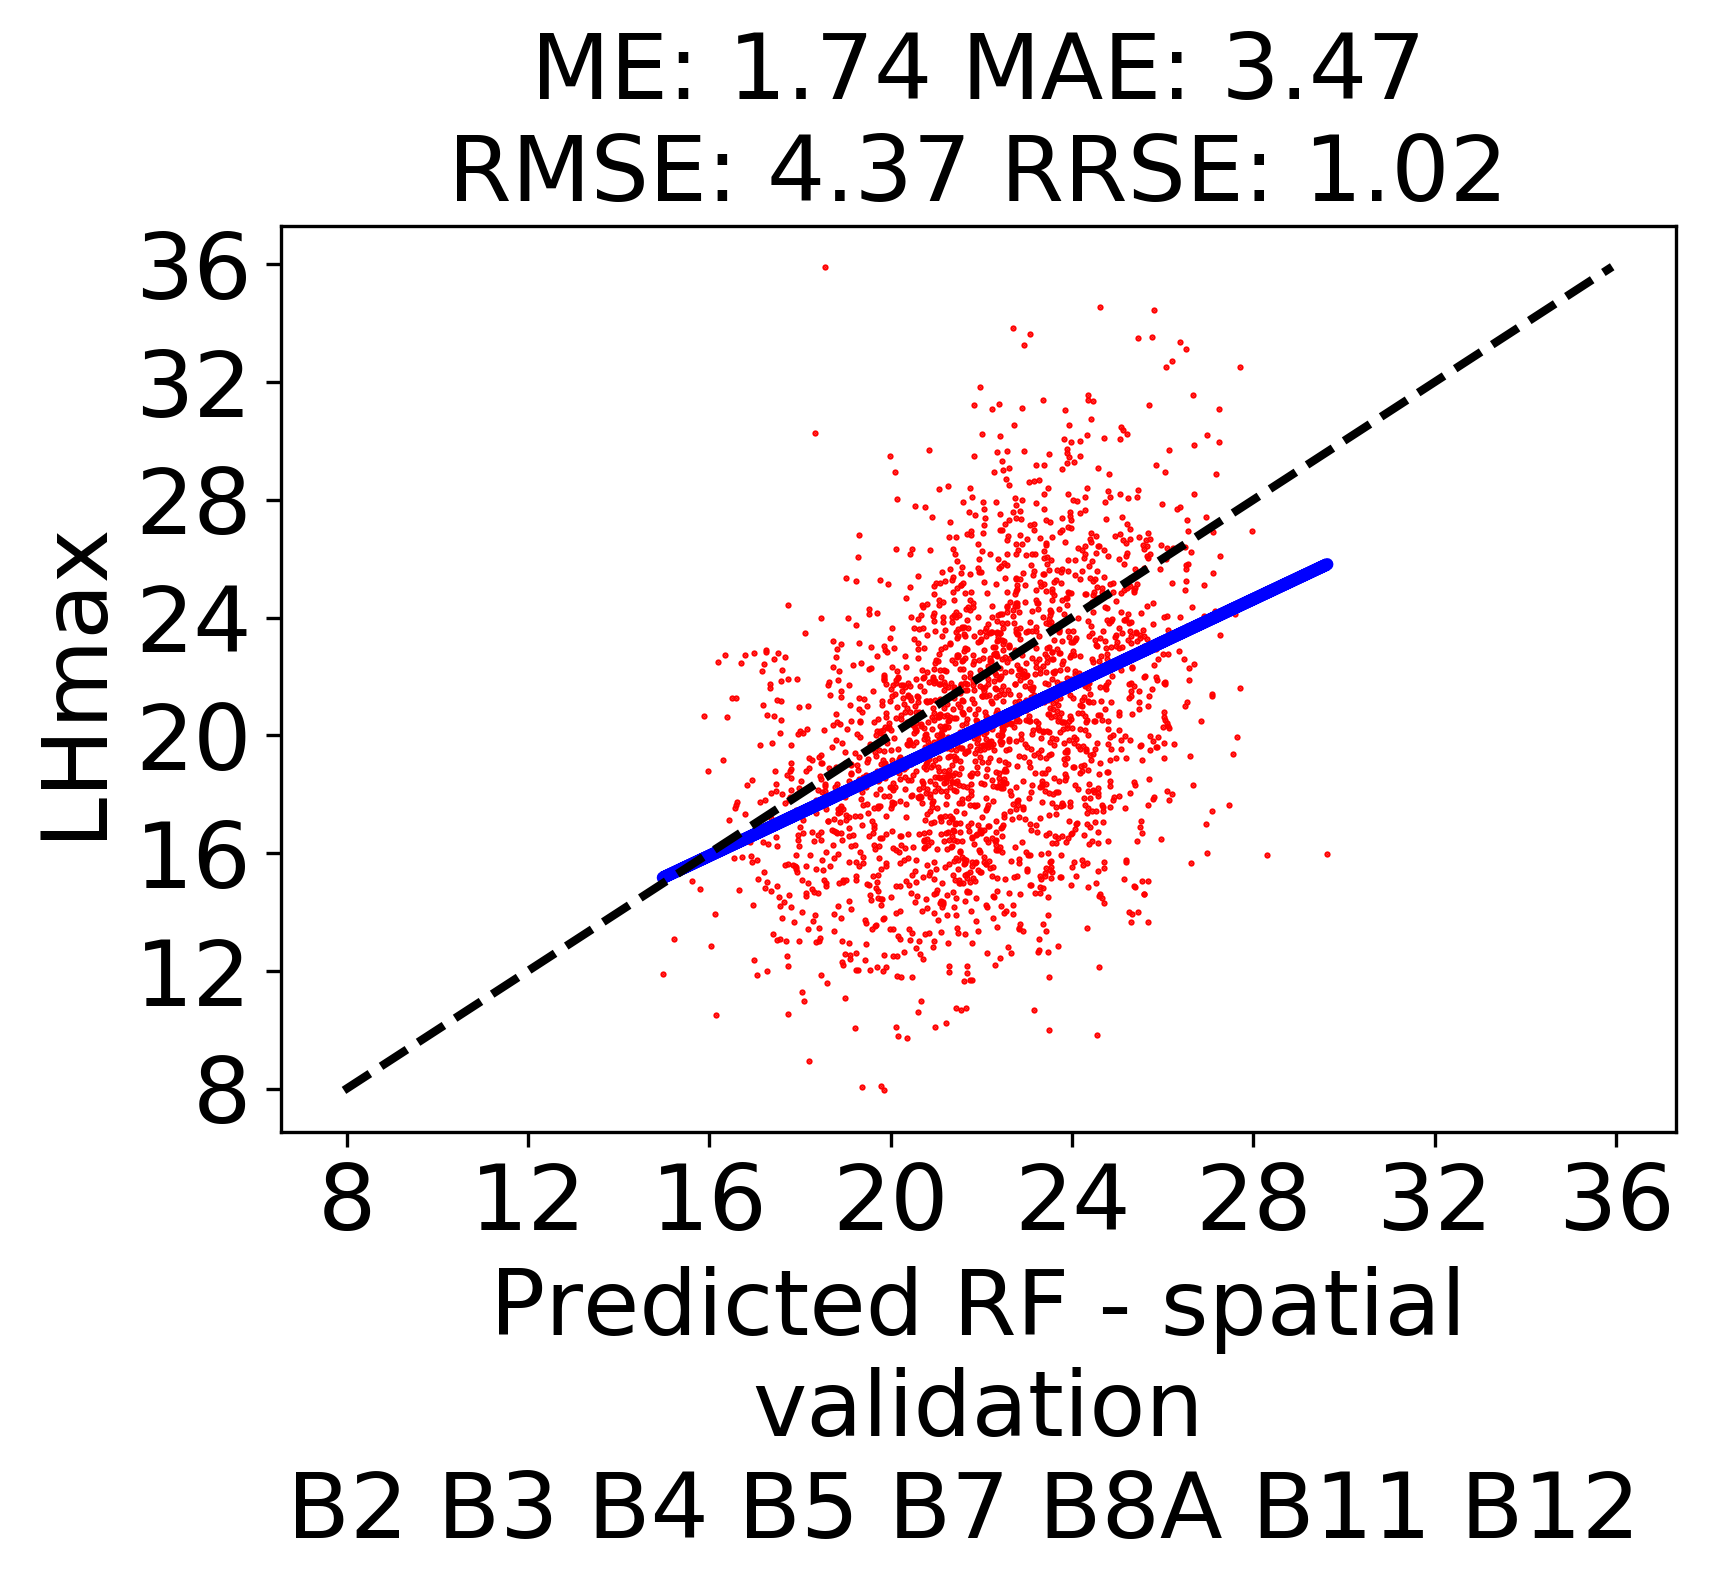 ME: 1.74 MAE: 3.47
RMSE: 4.37 RRSE: 1.02
36
32
28
24
20
16
12
8
LHmax
8 12 16 20 24 28 32 36
Predicted RF - spatial
validation
B2 B3 B4 B5 B7 B8A B11 B12